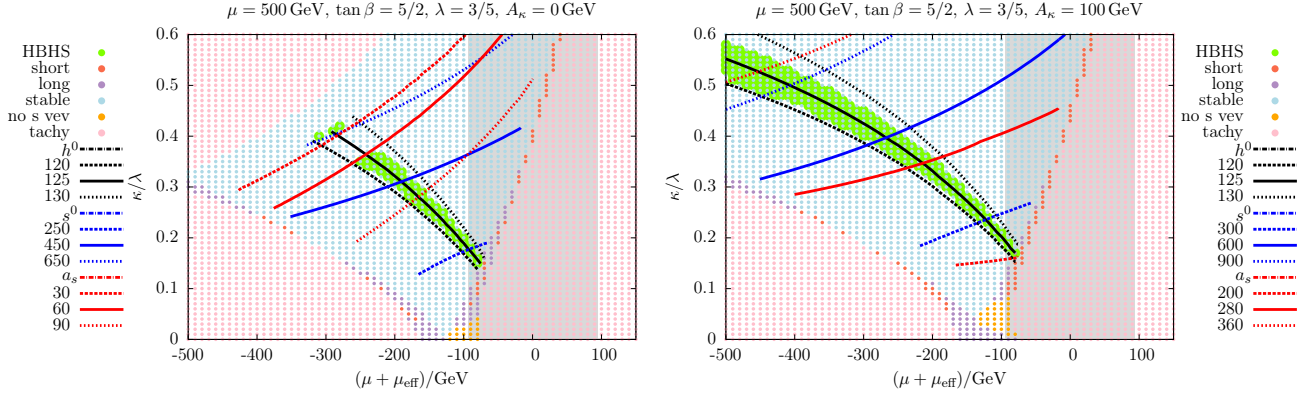 μ = 500 GeV, tan β = 5/2, λ = 3/5, A_κ = 0 GeV
HBHS
short
long
stable
no s vev
tachy
h⁰
120
125
130
s⁰
250
450
650
a_s
30
60
90
κ/λ
0.6
0.5
0.4
0.3
0.2
0.1
0
-500
-400
-300
-200
-100
0
100
(μ + μ_eff)/GeV
μ = 500 GeV, tan β = 5/2, λ = 3/5, A_κ = 100 GeV
κ/λ
0.6
0.5
0.4
0.3
0.2
0.1
0
-500
-400
-300
-200
-100
0
100
(μ + μ_eff)/GeV
HBHS
short
long
stable
no s vev
tachy
h⁰
120
125
130
s⁰
300
600
900
a_s
200
280
360